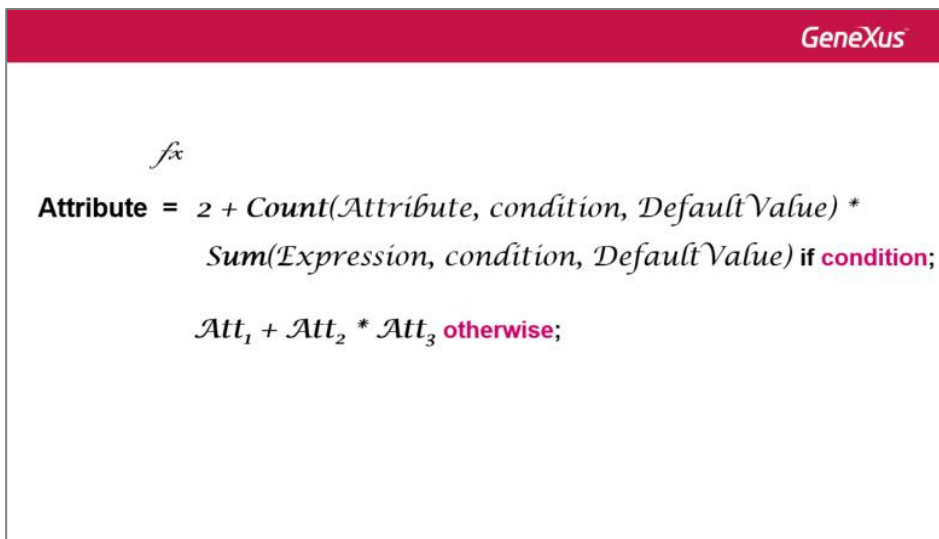 GeneXus
fx
Attribute = 2 + Count(Attribute, condition, DefaultValue) *
Sum(Expression, condition, DefaultValue) if condition;
Att₁ + Att₂ * Att₃ otherwise;